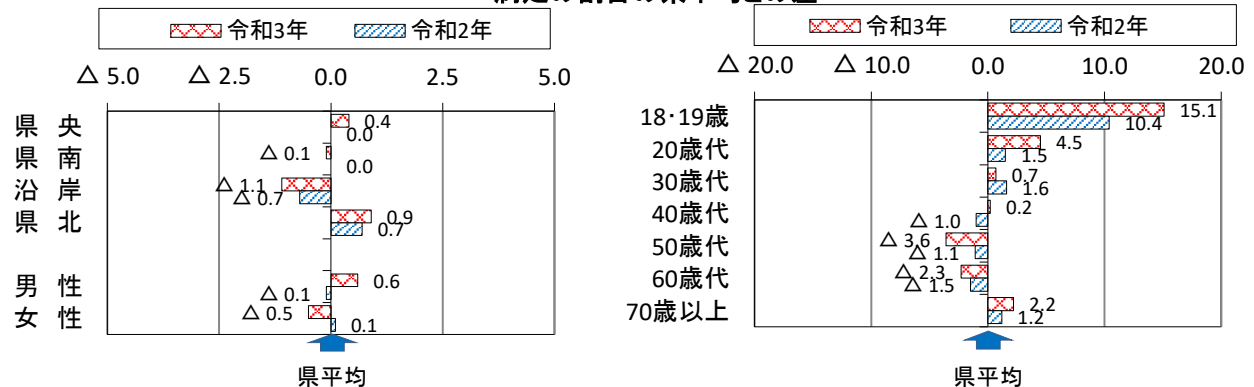 令和3年 令和2年
△ 5.0 △ 2.5 0.0 2.5 5.0
県 央 0.4
0.0
県 南 △ 0.1
0.0
沿 岸 △ 1.1
△ 0.7
県 北 0.9
0.7
男 性 0.6
△ 0.1
女 性 △ 0.5
0.1
県平均
令和3年 令和2年
△ 20.0 △ 10.0 0.0 10.0 20.0
18・19歳 15.1
10.4
20歳代 4.5
1.5
30歳代 0.7
1.6
40歳代 0.2
△ 1.0
50歳代 △ 3.6
△ 1.1
60歳代 △ 2.3
△ 1.5
70歳以上 2.2
1.2
県平均